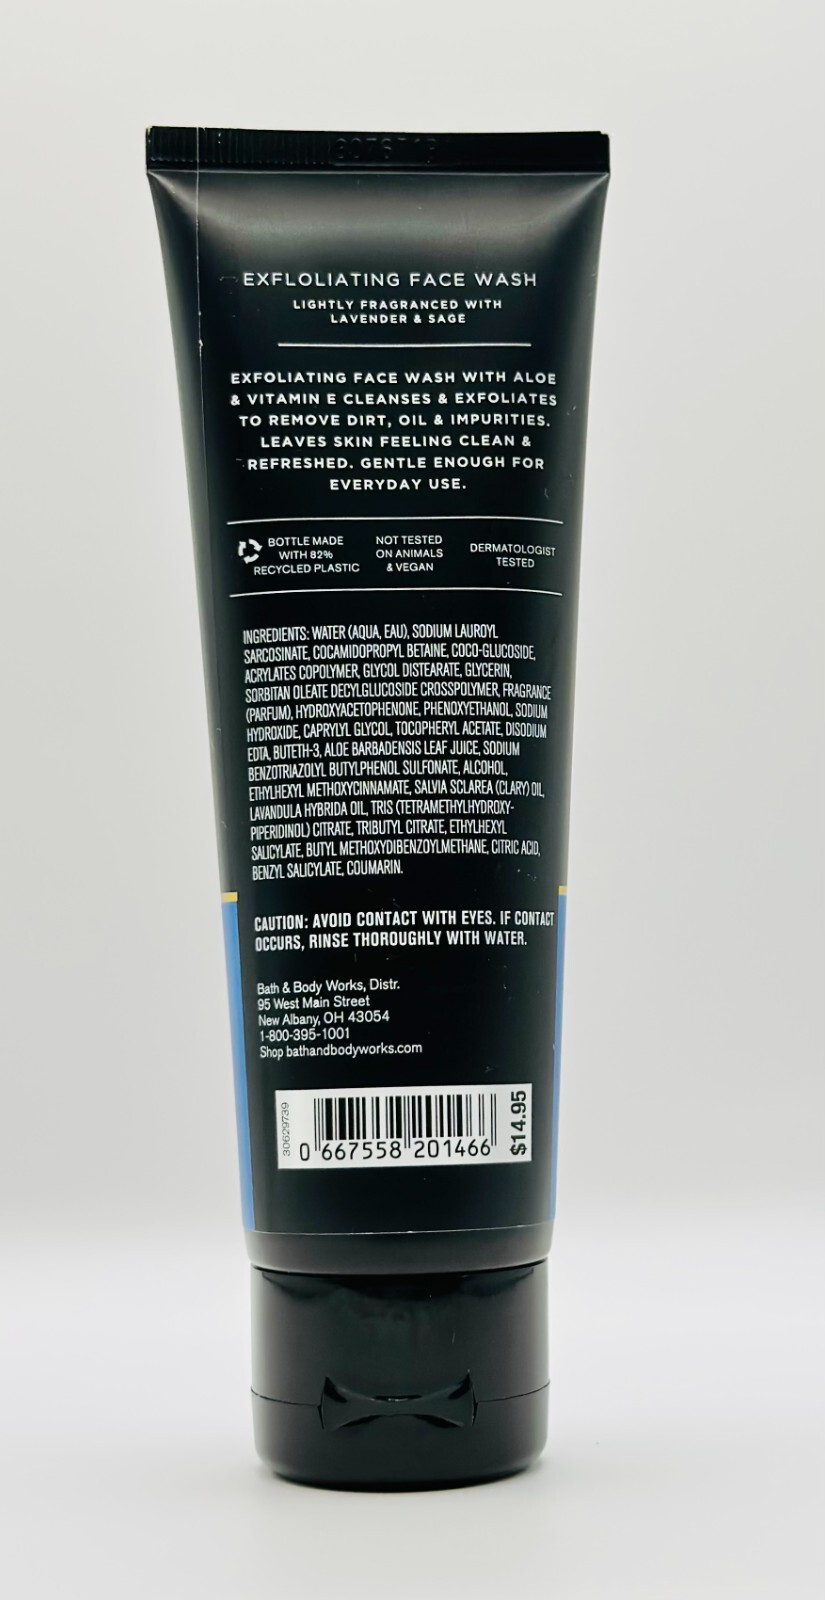 EXFLOLIATING FACE WASH
LIGHTLY FRAGRANCED WITH
LAVENDER & SAGE
EXFOLIATING FACE WASH WITH ALOE
& VITAMIN E CLEANSES & EXFOLIATES
TO REMOVE DIRT, OIL & IMPURITIES.
LEAVES SKIN FEELING CLEAN &
REFRESHED. GENTLE ENOUGH FOR
EVERYDAY USE.
BOTTLE MADE
WITH 82%
RECYCLED PLASTIC
NOT TESTED
ON ANIMALS
& VEGAN
DERMATOLOGIST
TESTED
INGREDIENTS: WATER (AQUA, EAU), SODIUM LAUROYL
SARCOSINATE, COCAMIDOPROPYL BETAINE, COCO-GLUCOSIDE,
ACRYLATES COPOLYMER, GLYCOL DISTEARATE, GLYCERIN,
SORBITAN OLEATE DECYLGLUCOSIDE CROSSPOLYMER, FRAGRANCE
(PARFUM), HYDROXYACETOPHENONE, PHENOXYETHANOL, SODIUM
HYDROXIDE, CAPRYLYL GLYCOL, TOCOPHERYL ACETATE, DISODIUM
EDTA, BUTETH-3, ALOE BARBADENSIS LEAF JUICE, SODIUM
BENZOTRIAZOLYL BUTYLPHENOL SULFONATE, ALCOHOL,
ETHYLHEXYL METHOXYCINNAMATE, SALVIA SCLAREA (CLARY) OIL,
LAVANDULA HYBRIDA OIL, TRIS (TETRAMETHYLHYDROXY-
PIPERIDINOL) CITRATE, TRIBUTYL CITRATE, ETHYLHEXYL
SALICYLATE, BUTYL METHOXYDIBENZOYLMETHANE, CITRIC ACID,
BENZYL SALICYLATE, COUMARIN.
CAUTION: AVOID CONTACT WITH EYES. IF CONTACT
OCCURS, RINSE THOROUGHLY WITH WATER.
Bath & Body Works, Distr.
95 West Main Street
New Albany, OH 43054
1-800-395-1001
Shop bathandbodyworks.com
30629739
0 667558 201466
$14.95